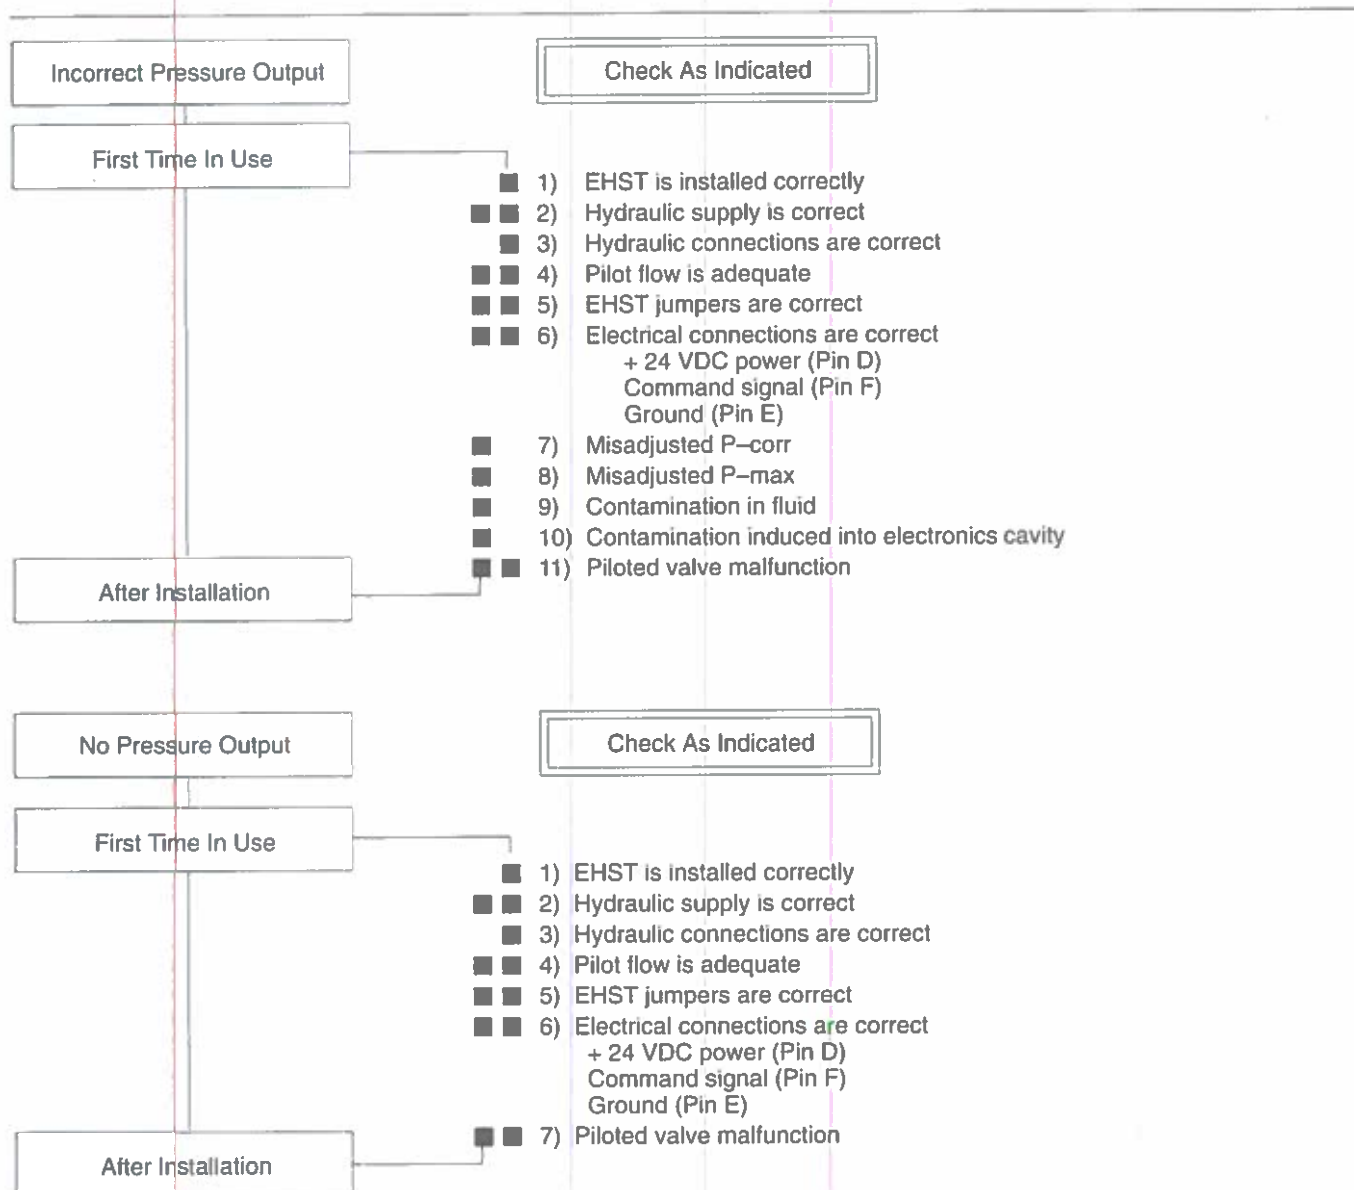 Incorrect Pressure Output
Check As Indicated
First Time In Use
1) EHST is installed correctly
2) Hydraulic supply is correct
3) Hydraulic connections are correct
4) Pilot flow is adequate
5) EHST jumpers are correct
6) Electrical connections are correct
+ 24 VDC power (Pin D)
Command signal (Pin F)
Ground (Pin E)
7) Misadjusted P–corr
8) Misadjusted P–max
9) Contamination in fluid
10) Contamination induced into electronics cavity
11) Piloted valve malfunction
After Installation
No Pressure Output
Check As Indicated
First Time In Use
1) EHST is installed correctly
2) Hydraulic supply is correct
3) Hydraulic connections are correct
4) Pilot flow is adequate
5) EHST jumpers are correct
6) Electrical connections are correct
+ 24 VDC power (Pin D)
Command signal (Pin F)
Ground (Pin E)
7) Piloted valve malfunction
After Installation